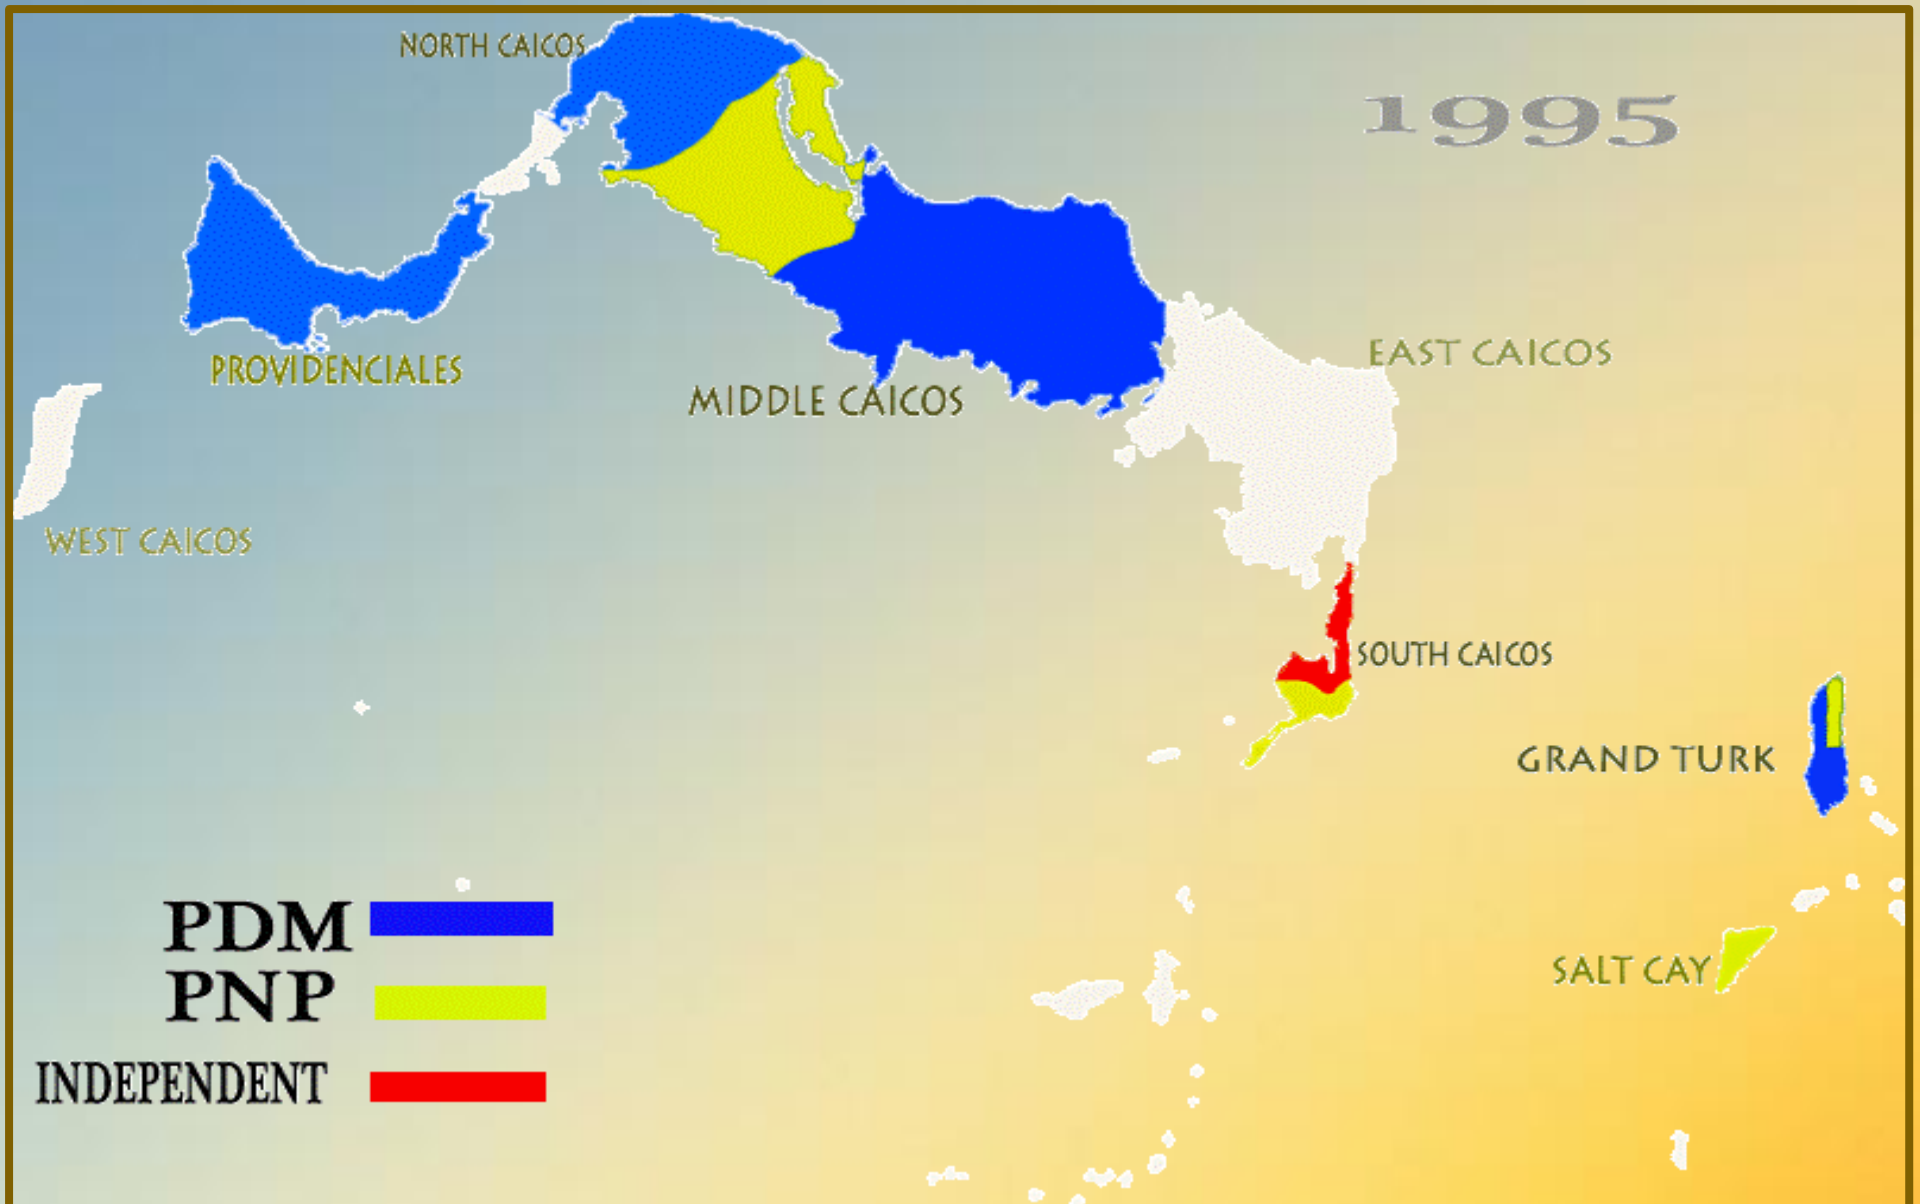 NORTH CAICOS
1995
EAST CAICOS
PROVIDENCIALES
MIDDLE CAICOS
WEST CAICOS
SOUTH CAICOS
GRAND TURK
SALT CAY
PDM
PNP
INDEPENDENT